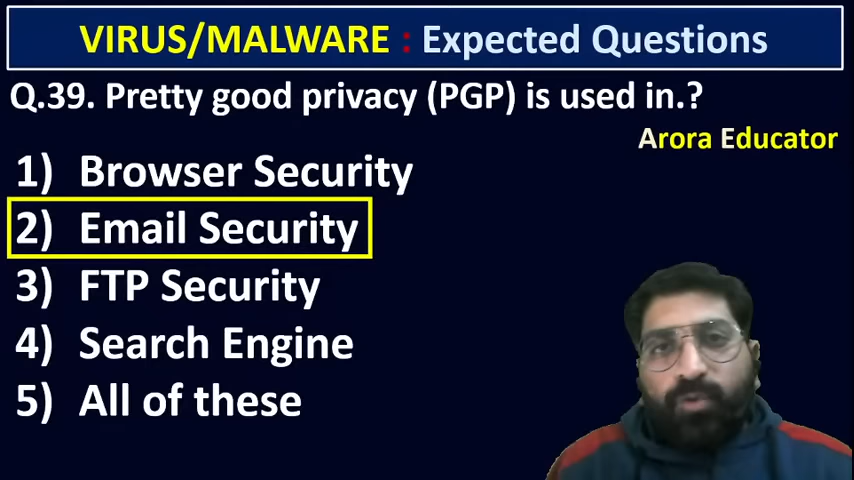 VIRUS/MALWARE : Expected Questions
Q.39. Pretty good privacy (PGP) is used in.?
Arora Educator
1) Browser Security
2) Email Security
3) FTP Security
4) Search Engine
5) All of these